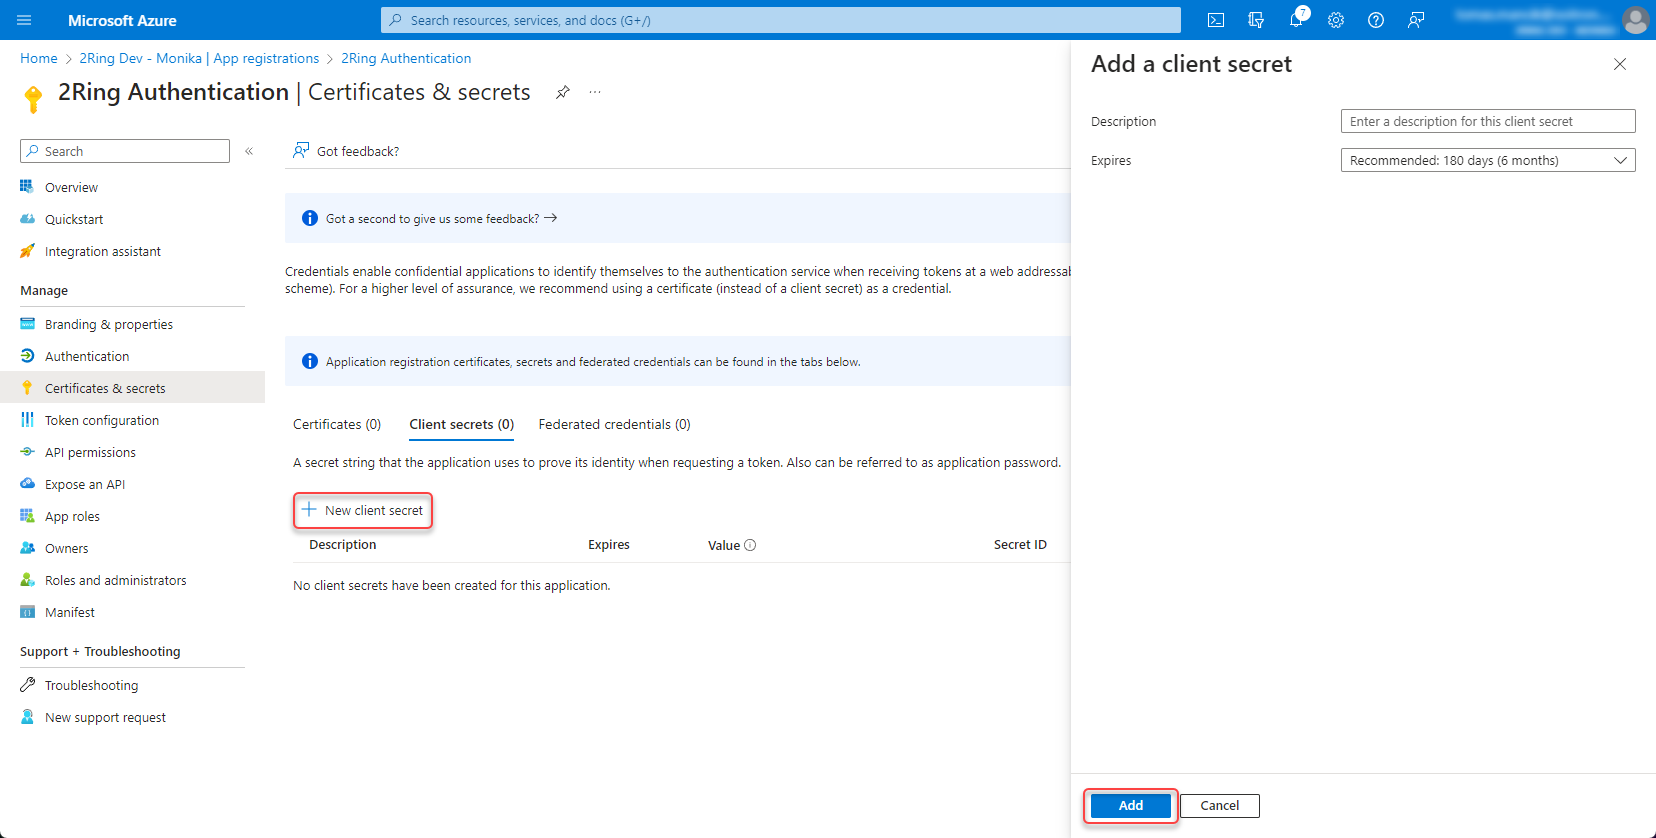 Microsoft Azure
Search resources, services, and docs (G+/)
7
Home > 2Ring Dev - Monika | App registrations > 2Ring Authentication
2Ring Authentication | Certificates & secrets
Search
Overview
Quickstart
Integration assistant
Manage
Branding & properties
Authentication
Certificates & secrets
Token configuration
API permissions
Expose an API
App roles
Owners
Roles and administrators
Manifest
Support + Troubleshooting
Troubleshooting
New support request
Got feedback?
Got a second to give us some feedback?
Credentials enable confidential applications to identify themselves to the authentication service when receiving tokens at a web addressab
scheme). For a higher level of assurance, we recommend using a certificate (instead of a client secret) as a credential.
Application registration certificates, secrets and federated credentials can be found in the tabs below.
Certificates (0) Client secrets (0) Federated credentials (0)
A secret string that the application uses to prove its identity when requesting a token. Also can be referred to as application password.
New client secret
Description Expires Value Secret ID
No client secrets have been created for this application.
Add a client secret
Description Enter a description for this client secret
Expires Recommended: 180 days (6 months)
Add Cancel